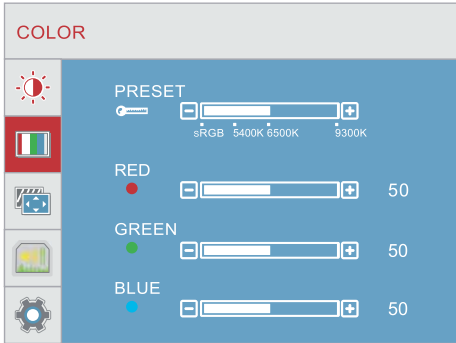 COLOR
PRESET
sRGB 5400K 6500K 9300K
RED
50
GREEN
50
BLUE
50